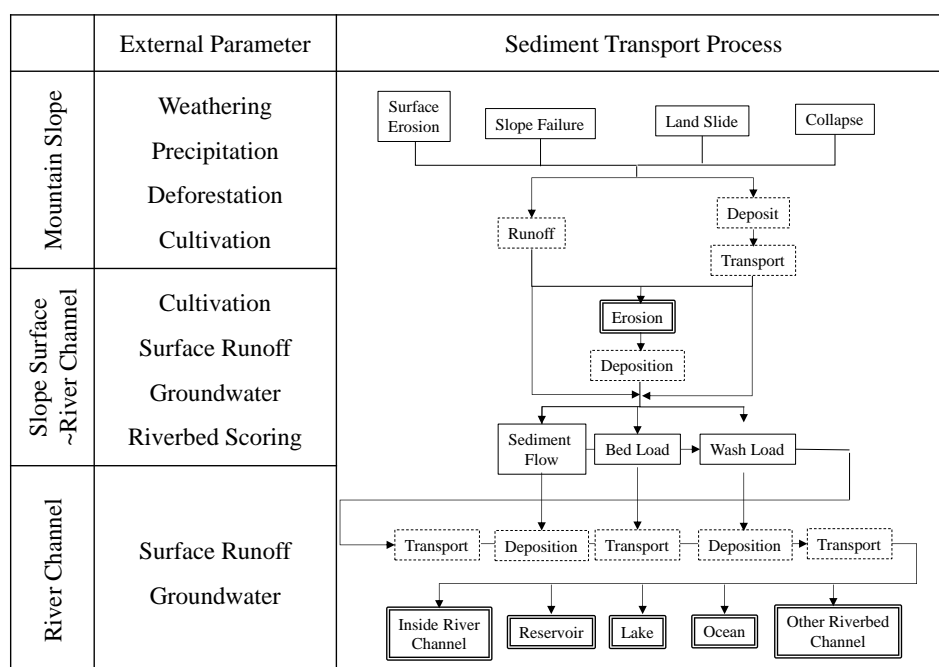 External Parameter
Sediment Transport Process
Mountain Slope
Weathering
Precipitation
Deforestation
Cultivation
Surface
Erosion
Slope Failure
Land Slide
Collapse
Runoff
Deposit
Transport
Slope Surface
~River Channel
Cultivation
Surface Runoff
Groundwater
Riverbed Scoring
Erosion
Deposition
Sediment
Flow
Bed Load
Wash Load
River Channel
Surface Runoff
Groundwater
Transport
Deposition
Transport
Deposition
Transport
Inside River
Channel
Reservoir
Lake
Ocean
Other Riverbed
Channel